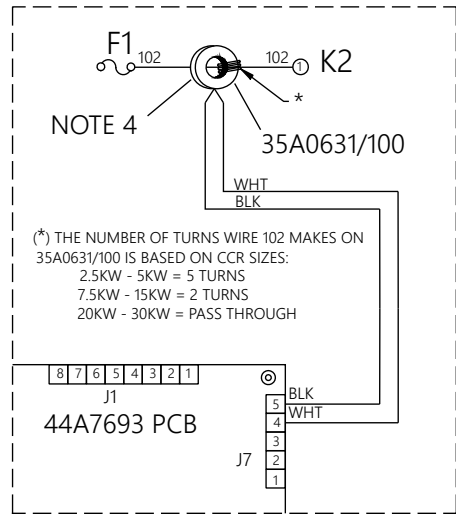 F1
102
102
1
K2
*
NOTE 4
35A0631/100
WHT
BLK
(*) THE NUMBER OF TURNS WIRE 102 MAKES ON
35A0631/100 IS BASED ON CCR SIZES:
2.5KW - 5KW = 5 TURNS
7.5KW - 15KW = 2 TURNS
20KW - 30KW = PASS THROUGH
8 7 6 5 4 3 2 1
J1
44A7693 PCB
BLK
WHT
5
4
3
2
1
J7